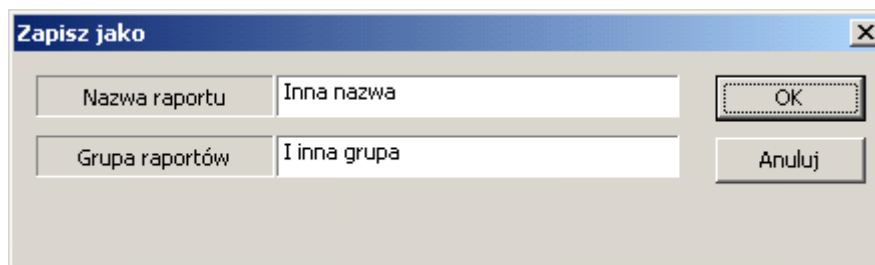 Zapisz jako
Nazwa raportu Inna nazwa OK
Grupa raportów I inna grupa Anuluj